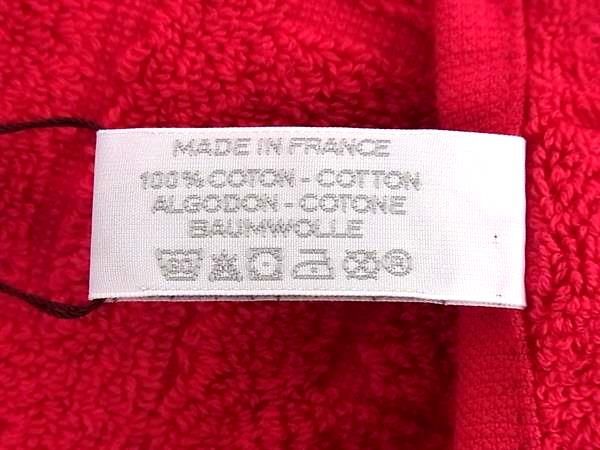 MADE IN FRANCE
100% COTON - COTTON
ALGODON - COTONE
BAUMWOLLE